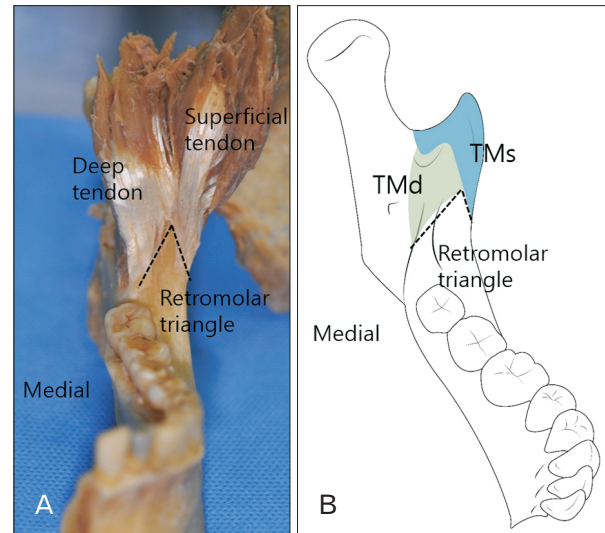 Superficial
tendon
Deep
tendon
Retromolar
triangle
Medial
A
TMs
TMd
Retromolar
triangle
Medial
B